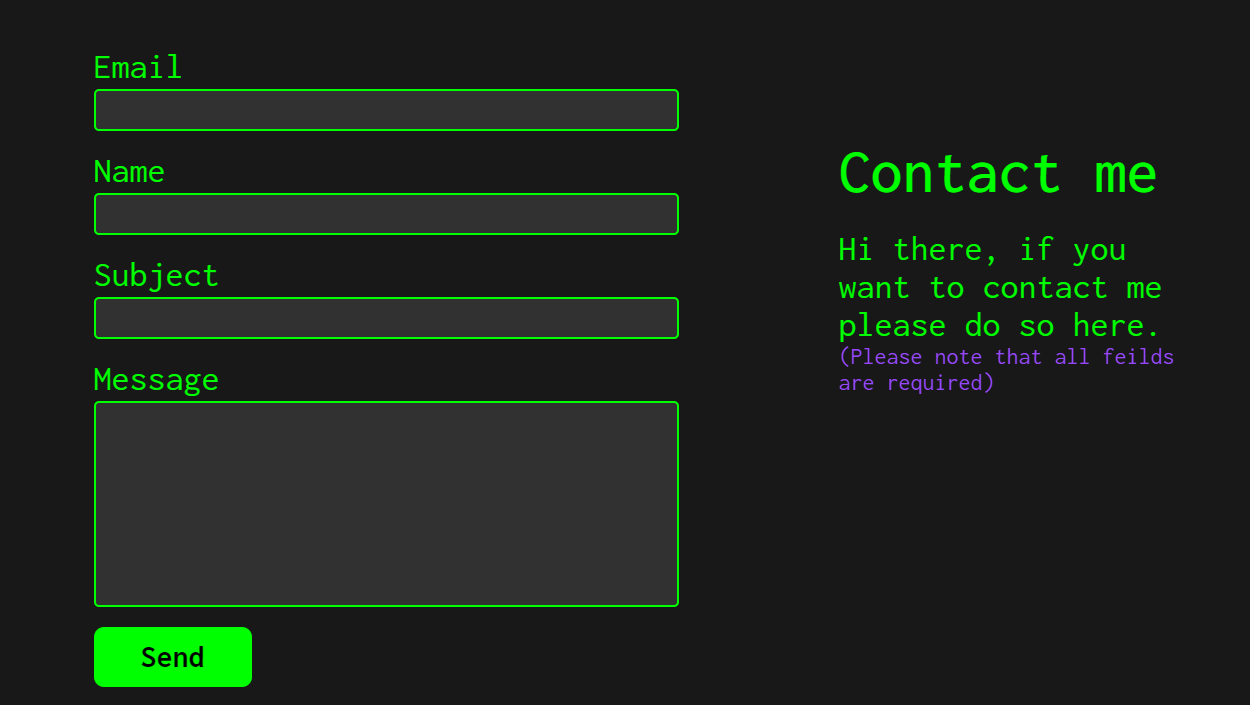 Email
Name
Subject
Message
Send
Contact me
Hi there, if you
want to contact me
please do so here.
(Please note that all feilds
are required)